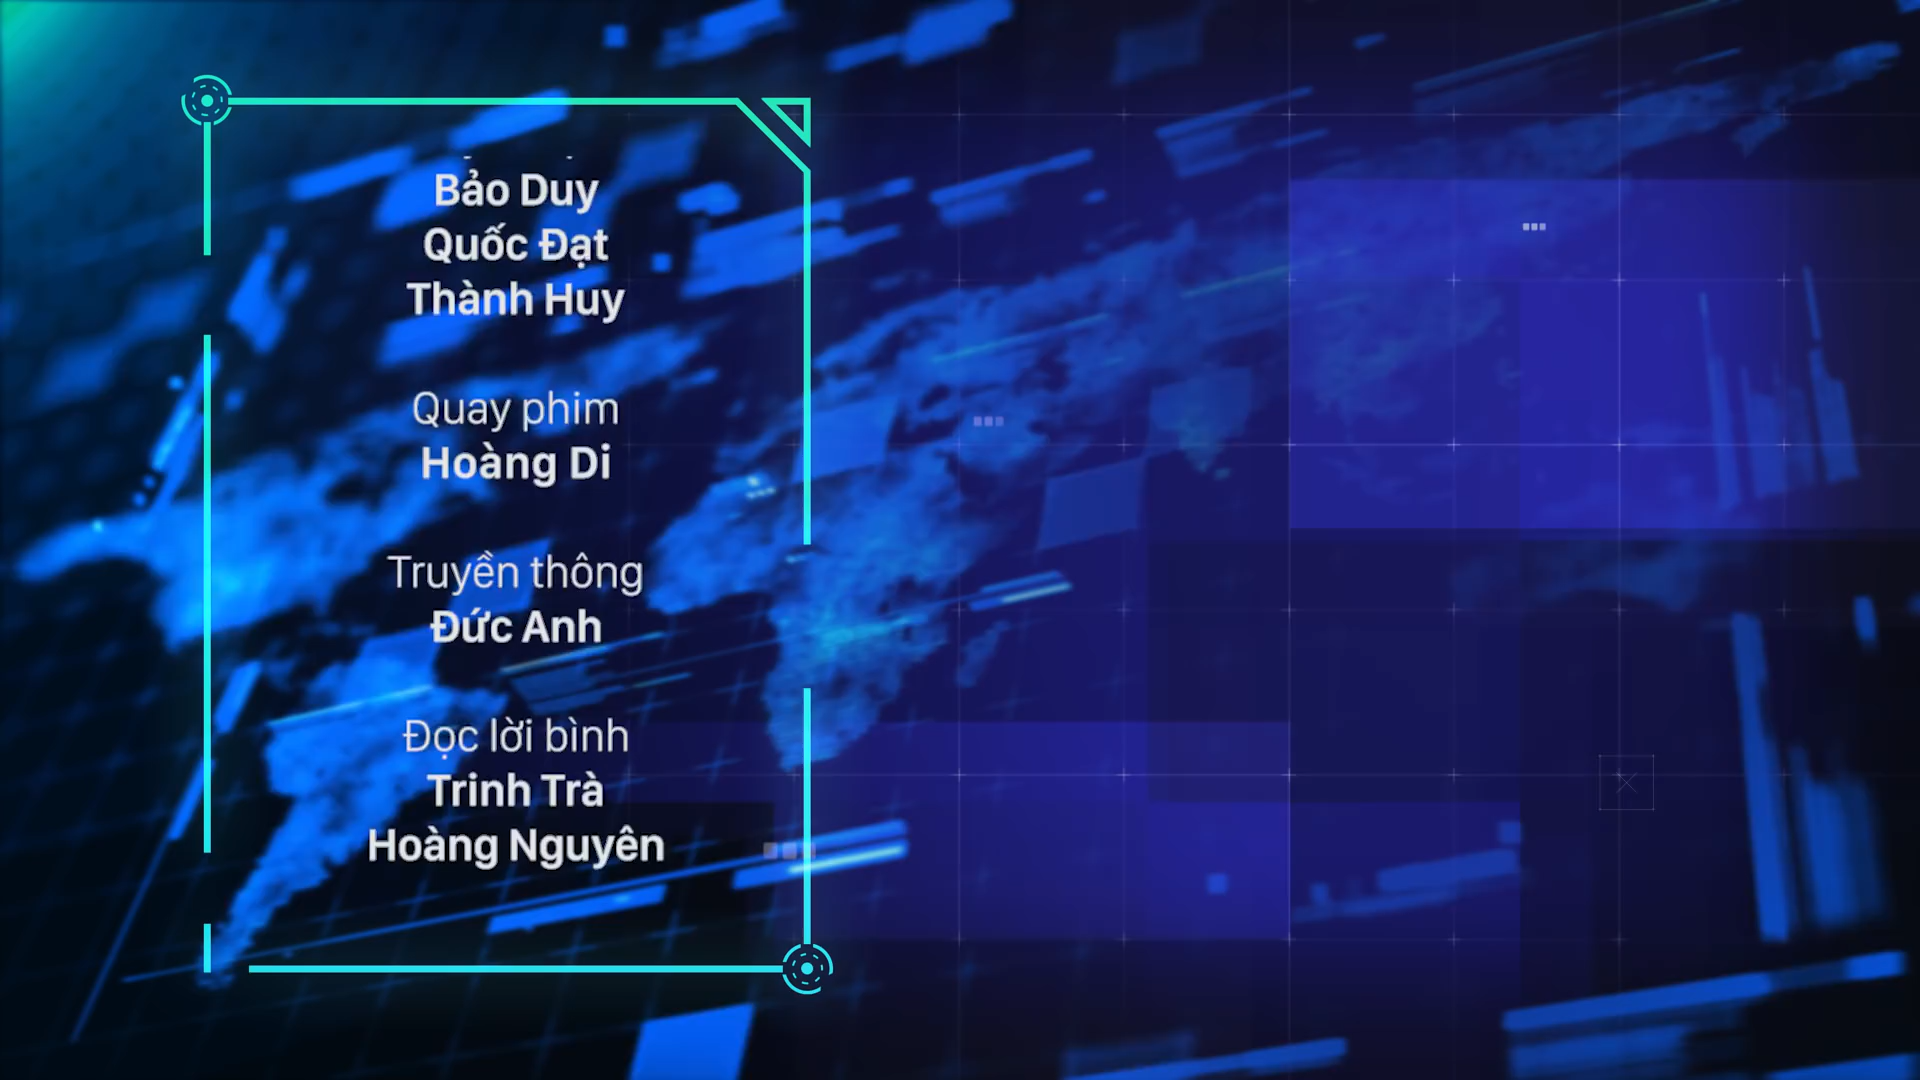 Bảo Duy
Quốc Đạt
Thành Huy
Quay phim
Hoàng Di
Truyền thông
Đức Anh
Đọc lời bình
Trinh Trà
Hoàng Nguyên